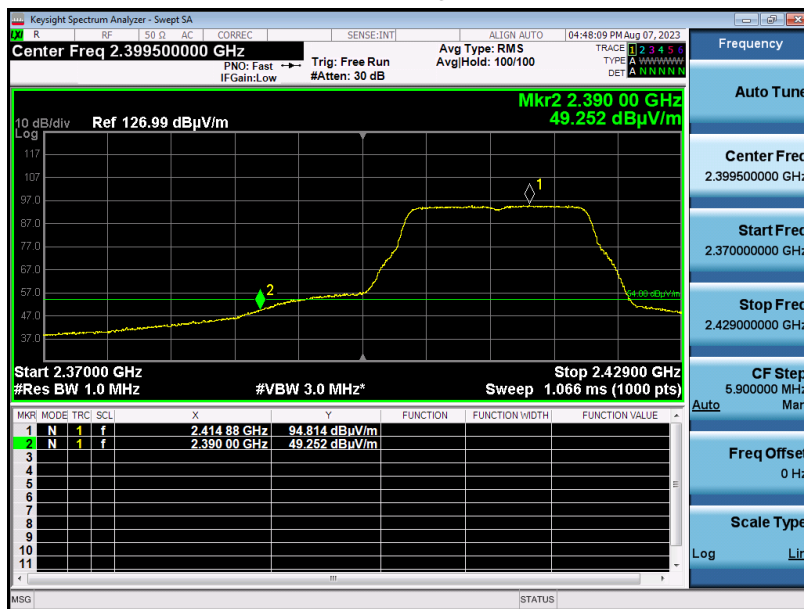 Keysight Spectrum Analyzer - Swept SA
LXI R RF 50 Ω AC CORREC SENSE:INT ALIGN AUTO 04:48:09 PM Aug 07, 2023
Center Freq 2.399500000 GHz
PNO: Fast
IFGain:Low
Trig: Free Run
#Atten: 30 dB
Avg Type: RMS
Avg|Hold: 100/100
TRACE 1 2 3 4 5 6
TYPE A WWWWW
DET A N N N N N
Mkr2 2.390 00 GHz
49.252 dBµV/m
10 dB/div Ref 126.99 dBµV/m
Log
117
107
97.0
87.0
77.0
67.0
57.0
47.0
37.0
1
2
54.00 dBµV/m
Start 2.37000 GHz Stop 2.42900 GHz
#Res BW 1.0 MHz #VBW 3.0 MHz* Sweep 1.066 ms (1000 pts)
MKR MODE TRC SCL X Y FUNCTION FUNCTION WIDTH FUNCTION VALUE
1 N 1 f 2.414 88 GHz 94.814 dBµV/m
2 N 1 f 2.390 00 GHz 49.252 dBµV/m
3
4
5
6
7
8
9
10
11
MSG STATUS
Frequency
Auto Tune
Center Freq
2.399500000 GHz
Start Freq
2.370000000 GHz
Stop Freq
2.429000000 GHz
CF Step
5.900000 MHz
Auto Man
Freq Offset
0 Hz
Scale Type
Log Lin